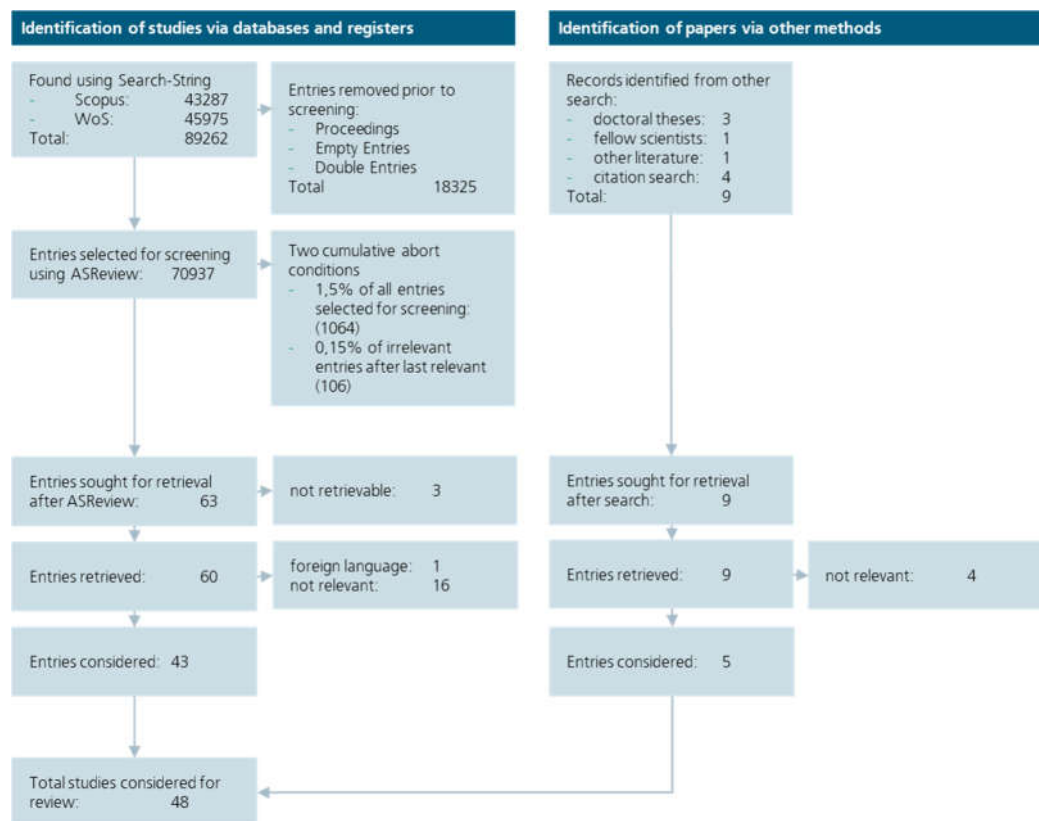 Identification of studies via databases and registers
Found using Search-String
- Scopus: 43287
- WoS: 45975
Total: 89262
Entries removed prior to
screening:
- Proceedings
- Empty Entries
- Double Entries
Total 18325
Entries selected for screening
using ASReview: 70937
Two cumulative abort
conditions
- 1,5% of all entries
selected for screening:
(1064)
- 0,15% of irrelevant
entries after last relevant
(106)
Entries sought for retrieval
after ASReview: 63
not retrievable: 3
Entries retrieved: 60
foreign language: 1
not relevant: 16
Entries considered: 43
Total studies considered for
review: 48
Identification of papers via other methods
Records identified from other
search:
- doctoral theses: 3
- fellow scientists: 1
- other literature: 1
- citation search: 4
Total: 9
Entries sought for retrieval
after search: 9
Entries retrieved: 9
not relevant: 4
Entries considered: 5